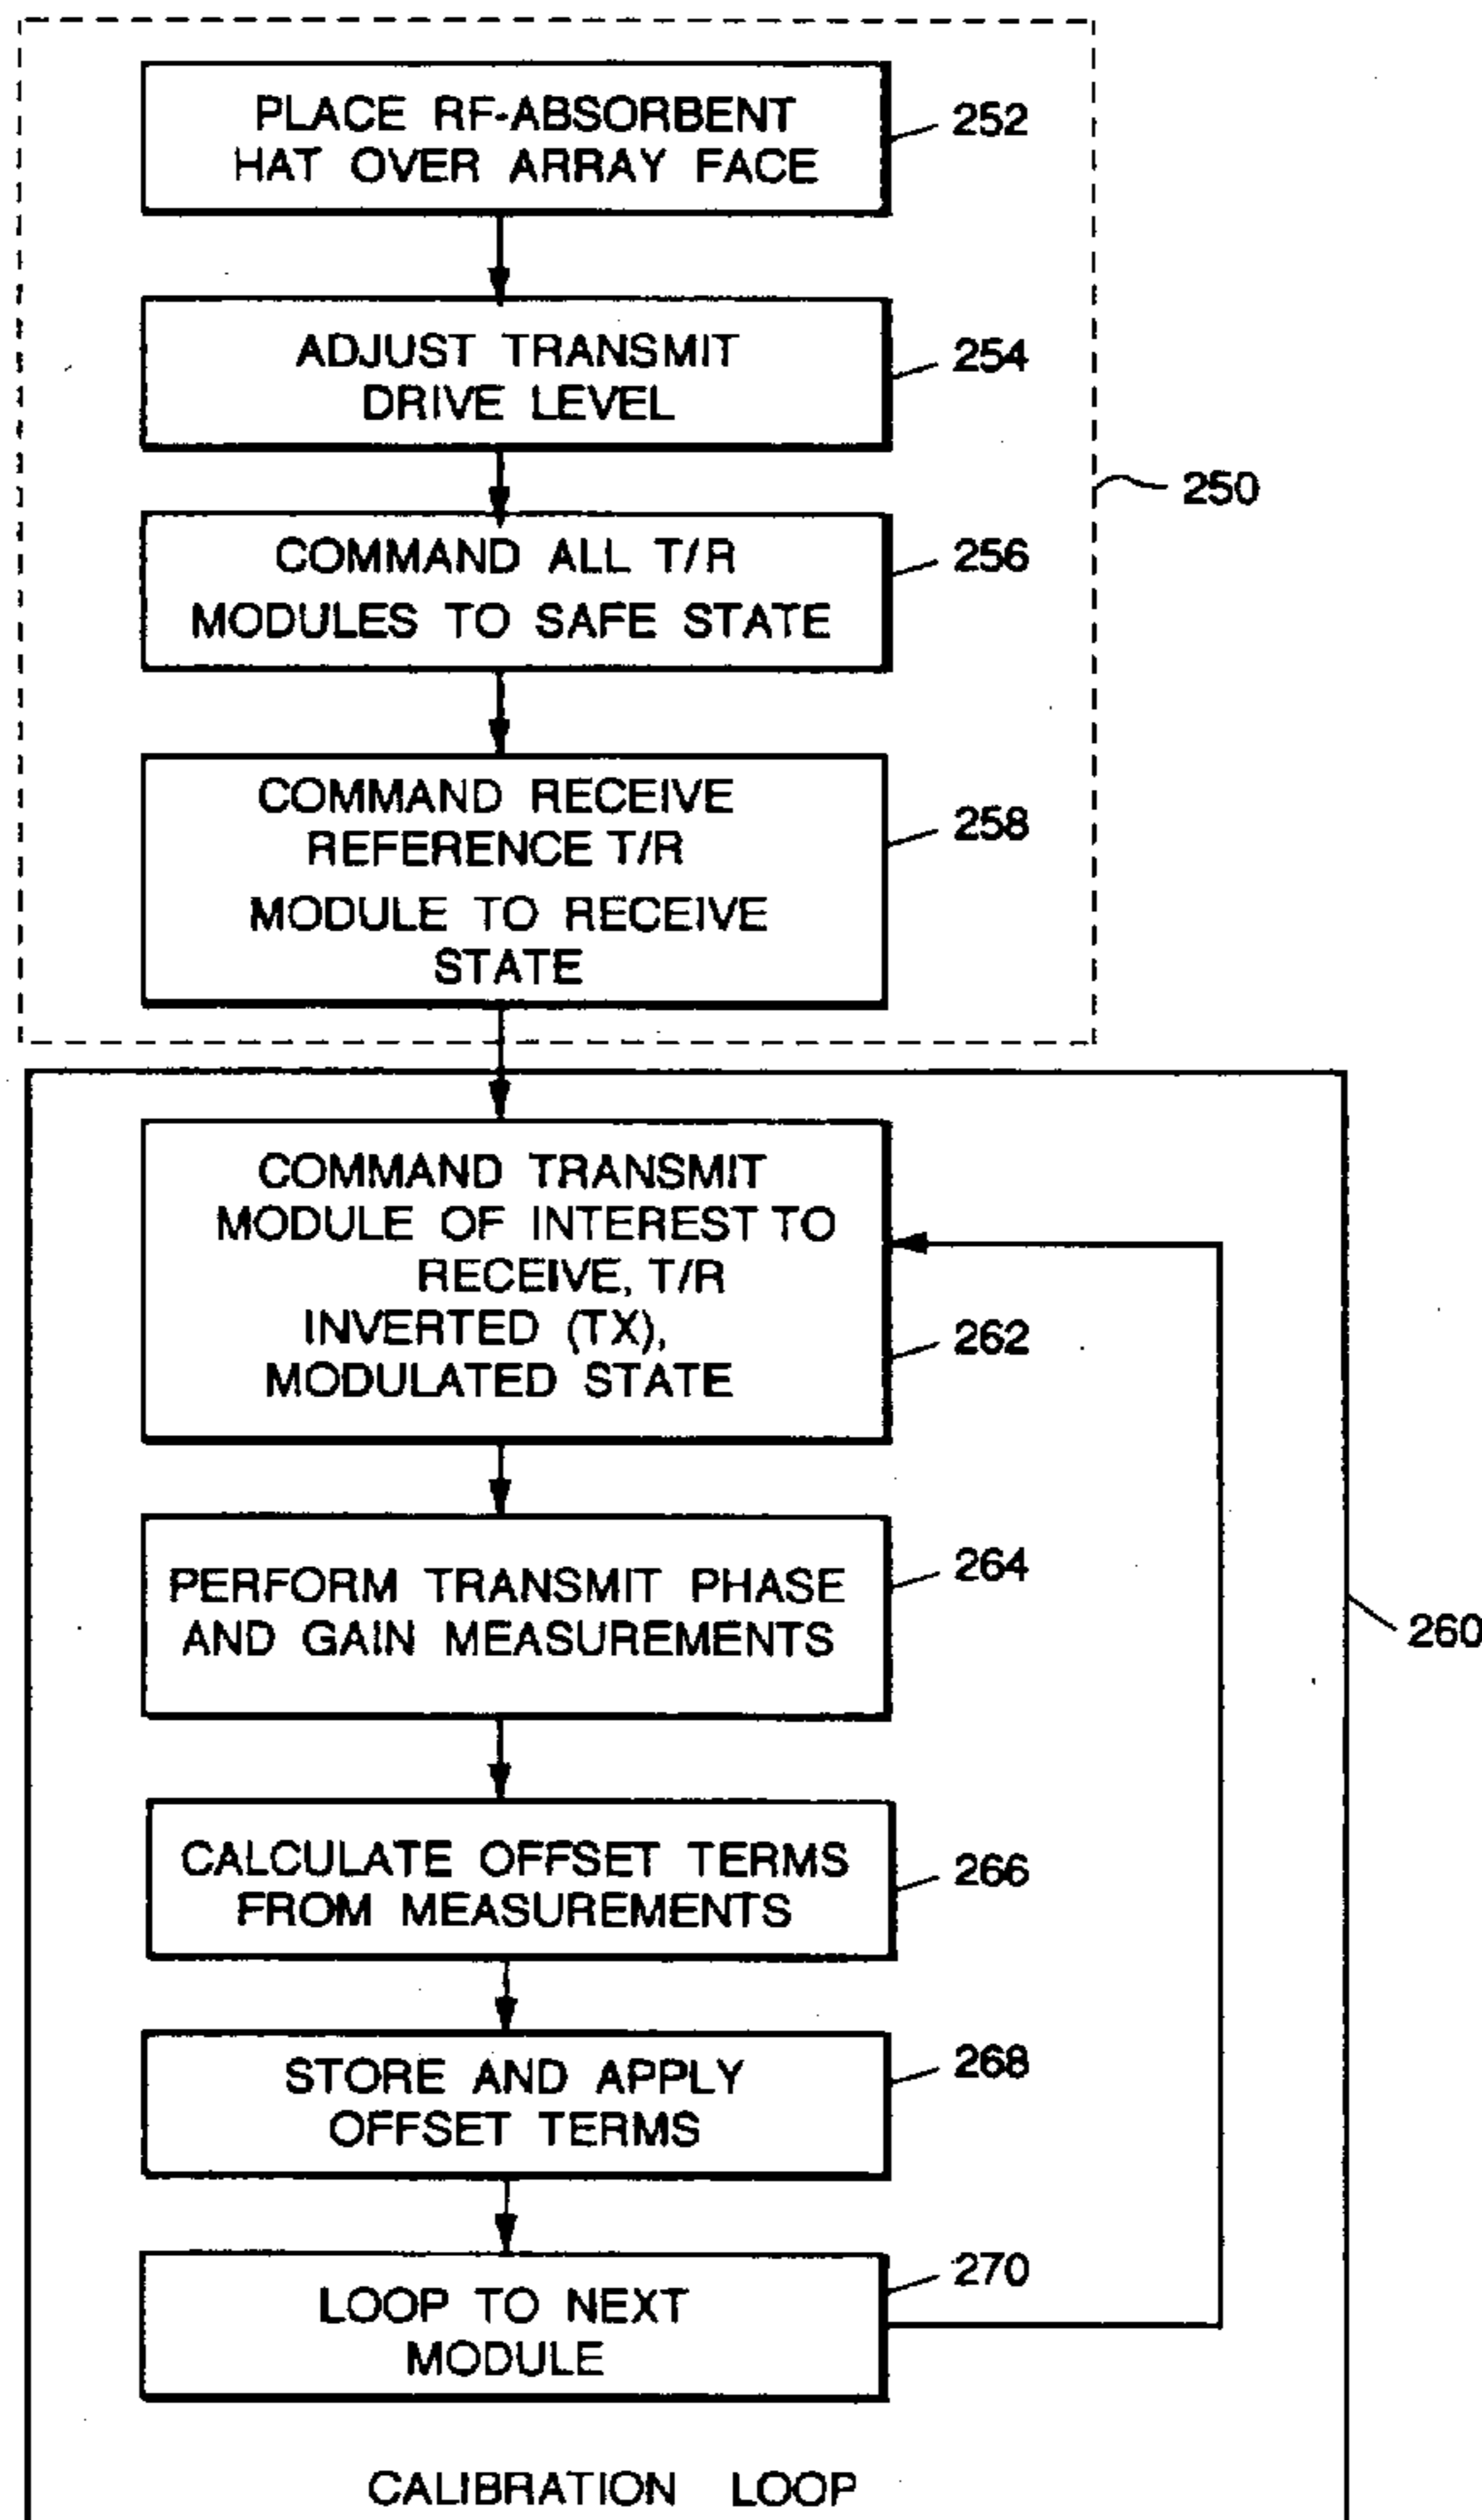 PLACE RF-ABSORBENT
HAT OVER ARRAY FACE
252
ADJUST TRANSMIT
DRIVE LEVEL
254
250
COMMAND ALL T/R
MODULES TO SAFE STATE
256
COMMAND RECEIVE
REFERENCE T/R
MODULE TO RECEIVE
STATE
258
COMMAND TRANSMIT
MODULE OF INTEREST TO
RECEIVE, T/R
INVERTED (TX),
MODULATED STATE
262
PERFORM TRANSMIT PHASE
AND GAIN MEASUREMENTS
264
260
CALCULATE OFFSET TERMS
FROM MEASUREMENTS
266
STORE AND APPLY
OFFSET TERMS
268
LOOP TO NEXT
MODULE
270
CALIBRATION LOOP